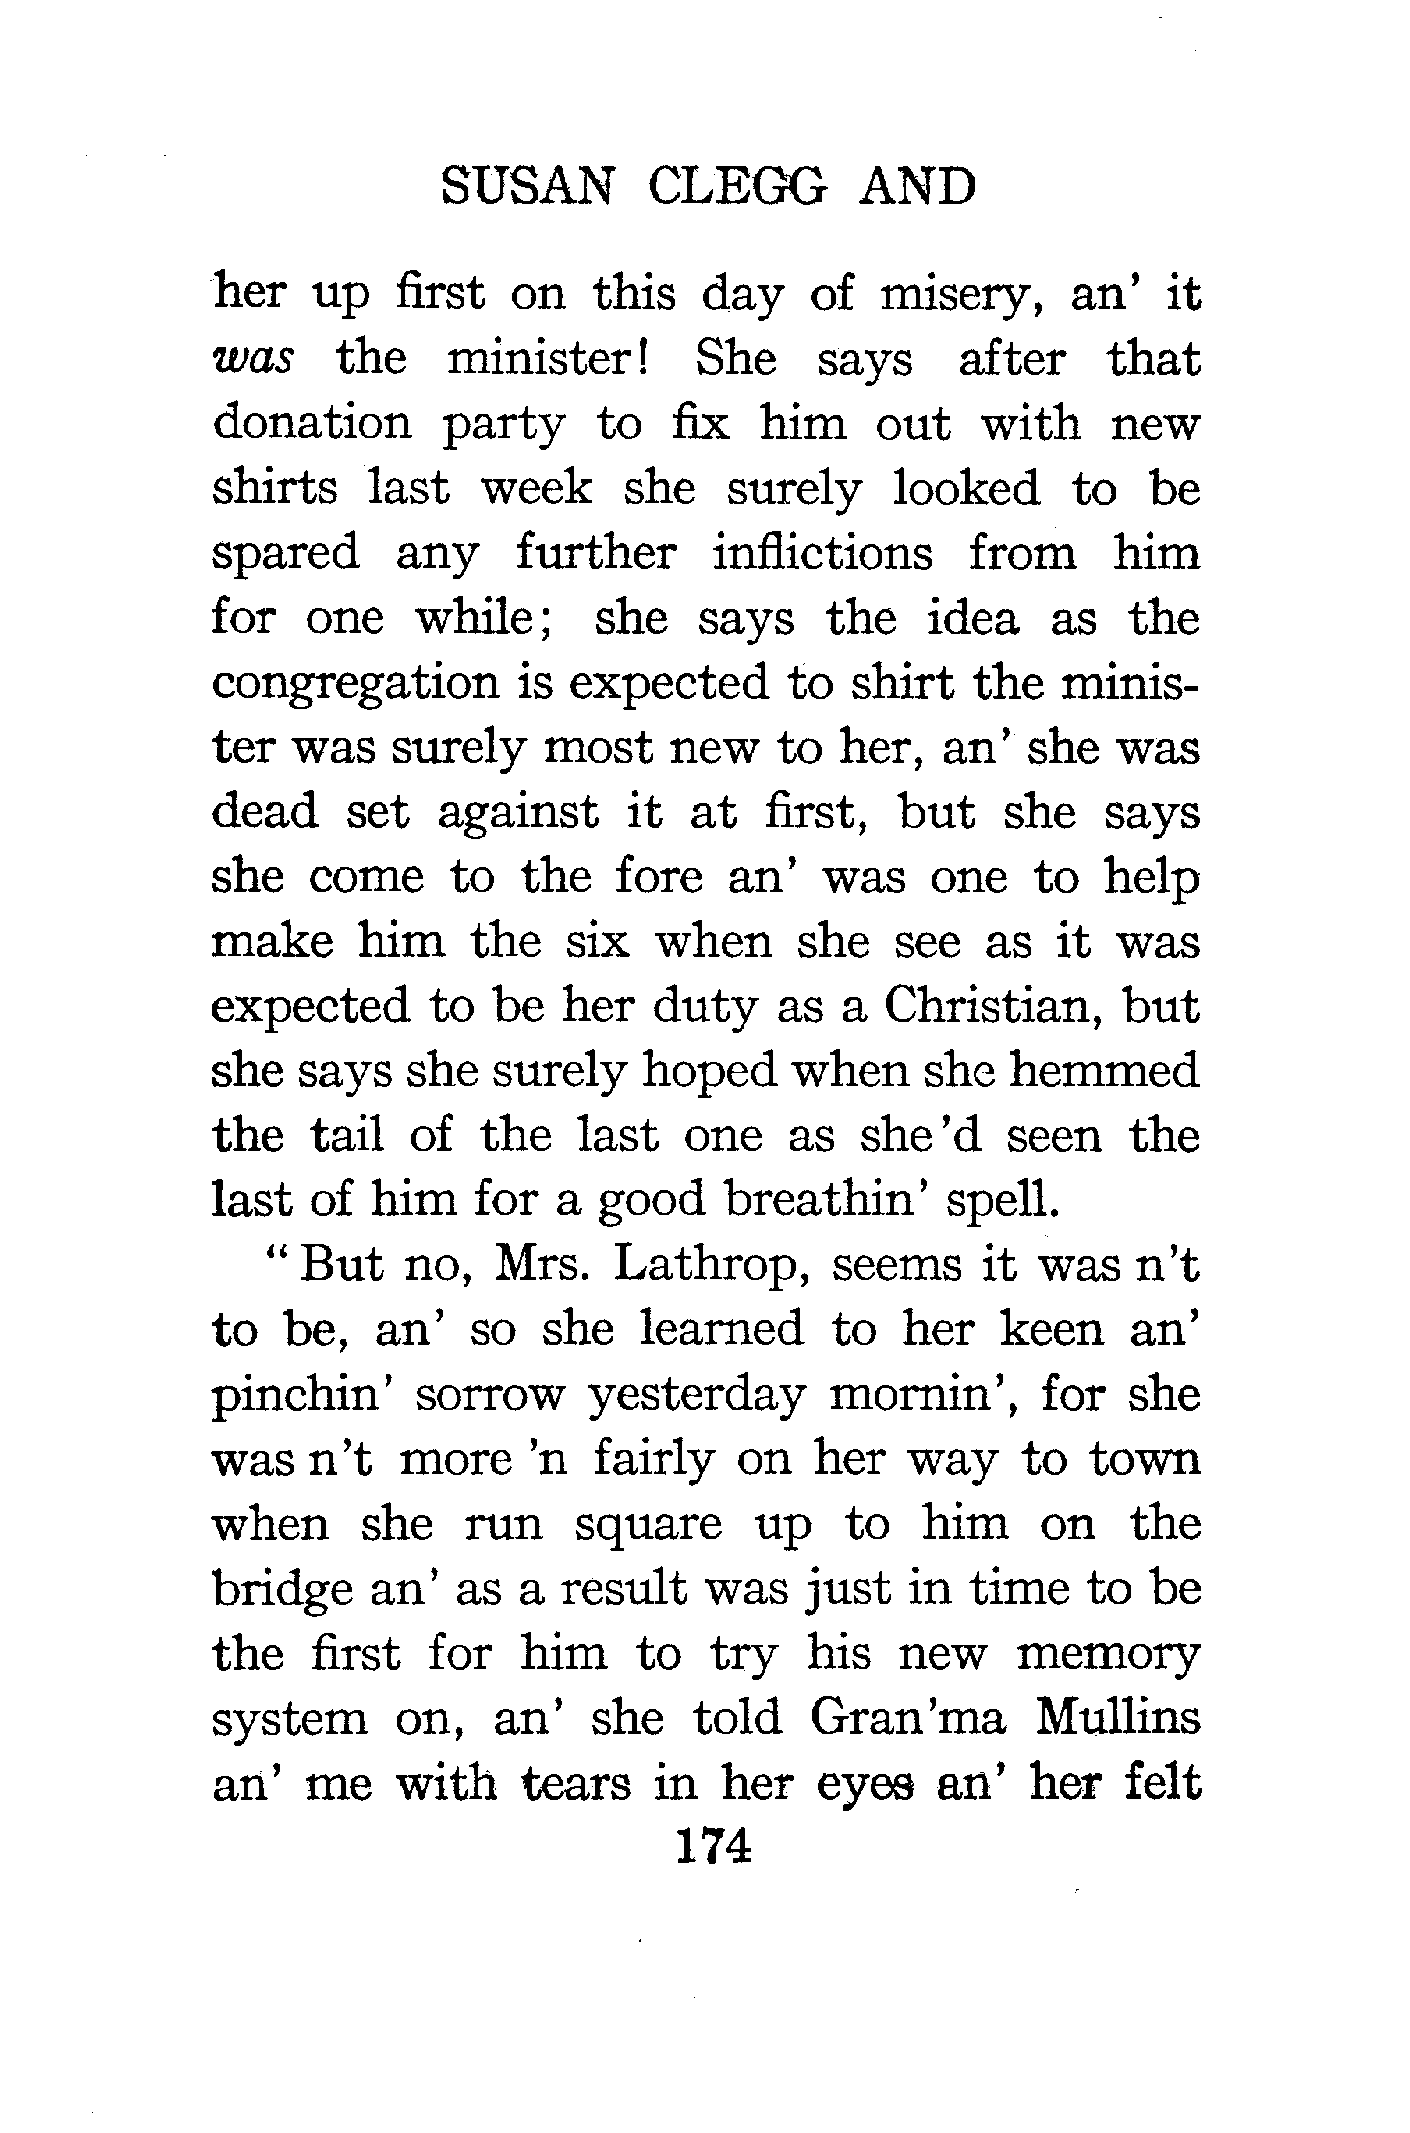 SUSAN CLEGG AND
her up first on this day of misery, an' it
was the minister! She says after that
donation party to fix him out with new
shirts last week she surely looked to be
spared any further inflictions from him
for one while; she says the idea as the
congregation is expected to shirt the minis-
ter was surely most new to her, an' she was
dead set against it at first, but she says
she come to the fore an' was one to help
make him the six when she see as it was
expected to be her duty as a Christian, but
she says she surely hoped when she hemmed
the tail of the last one as she 'd seen the
last of him for a good breathin' spell.
" But no, Mrs. Lathrop, seems it was n't
to be, an' so she learned to her keen an'
pinchin' sorrow yesterday mornin', for she
was n't more 'n fairly on her way to town
when she run square up to him on the
bridge an' as a result was just in time to be
the first for him to try his new memory
system on, an' she told Gran'ma Mullins
an' me with tears in her eyes an' her felt
174